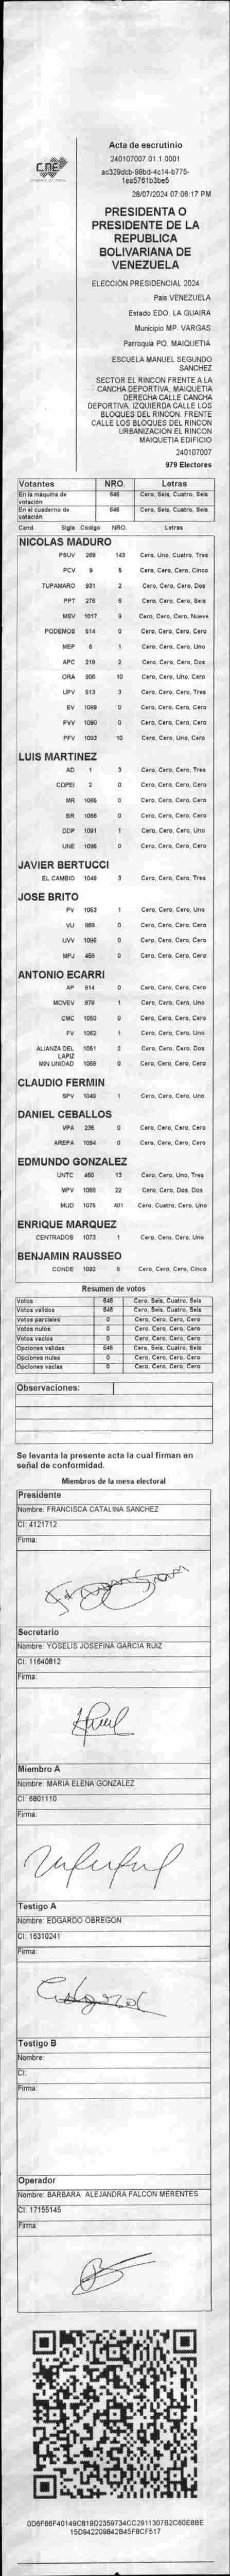 CNE
Acta de escrutinio
240107007.01.1.0001
ac329dcb-99bd-4c14-b775-
1ea5761b3be5
28/07/2024 07:06:17 PM
PRESIDENTA O
PRESIDENTE DE LA
REPUBLICA
BOLIVARIANA DE
VENEZUELA
ELECCIÓN PRESIDENCIAL 2024
País VENEZUELA
Estado EDO. LA GUAIRA
Municipio MP. VARGAS
Parroquia PQ. MAIQUETIA
ESCUELA MANUEL SEGUNDO
SANCHEZ
SECTOR EL RINCON FRENTE A LA
CANCHA DEPORTIVA, MAIQUETIA
DERECHA CALLE CANCHA
DEPORTIVA. IZQUIERDA CALLE LOS
BLOQUES DEL RINCON. FRENTE
CALLE LOS BLOQUES DEL RINCON
URBANIZACION EL RINCON
MAIQUETIA EDIFICIO
240107007
979 Electores
Votantes NRO. Letras
En la máquina de votación 646 Cero, Seis, Cuatro, Seis
En el cuaderno de votación 646 Cero, Seis, Cuatro, Seis
Cand. Sigla Código NRO. Letras
NICOLAS MADURO
PSUV 269 143 Cero, Uno, Cuatro, Tres
PCV 9 5 Cero, Cero, Cero, Cinco
TUPAMARO 931 2 Cero, Cero, Cero, Dos
PPT 276 6 Cero, Cero, Cero, Seis
MSV 1017 9 Cero, Cero, Cero, Nueve
PODEMOS 514 0 Cero, Cero, Cero, Cero
MEP 6 1 Cero, Cero, Cero, Uno
APC 219 2 Cero, Cero, Cero, Dos
ORA 906 10 Cero, Cero, Uno, Cero
UPV 513 3 Cero, Cero, Cero, Tres
EV 1089 0 Cero, Cero, Cero, Cero
PVV 1090 0 Cero, Cero, Cero, Cero
PFV 1093 10 Cero, Cero, Uno, Cero
LUIS MARTINEZ
AD 1 3 Cero, Cero, Cero, Tres
COPEI 2 0 Cero, Cero, Cero, Cero
MR 1065 0 Cero, Cero, Cero, Cero
BR 1066 0 Cero, Cero, Cero, Cero
DDP 1091 1 Cero, Cero, Cero, Uno
UNE 1095 0 Cero, Cero, Cero, Cero
JAVIER BERTUCCI
EL CAMBIO 1048 3 Cero, Cero, Cero, Tres
JOSE BRITO
PV 1053 1 Cero, Cero, Cero, Uno
VU 989 0 Cero, Cero, Cero, Cero
UVV 1096 0 Cero, Cero, Cero, Cero
MPJ 458 0 Cero, Cero, Cero, Cero
ANTONIO ECARRI
AP 814 0 Cero, Cero, Cero, Cero
MOVEV 979 1 Cero, Cero, Cero, Uno
CMC 1050 0 Cero, Cero, Cero, Cero
FV 1062 1 Cero, Cero, Cero, Uno
ALIANZA DEL LAPIZ 1051 2 Cero, Cero, Cero, Dos
MIN UNIDAD 1068 0 Cero, Cero, Cero, Cero
CLAUDIO FERMIN
SPV 1049 1 Cero, Cero, Cero, Uno
DANIEL CEBALLOS
VPA 236 0 Cero, Cero, Cero, Cero
AREPA 1094 0 Cero, Cero, Cero, Cero
EDMUNDO GONZALEZ
UNTC 460 13 Cero, Cero, Uno, Tres
MPV 1088 22 Cero, Cero, Dos, Dos
MUD 1075 401 Cero, Cuatro, Cero, Uno
ENRIQUE MARQUEZ
CENTRADOS 1073 1 Cero, Cero, Cero, Uno
BENJAMIN RAUSSEO
CONDE 1092 5 Cero, Cero, Cero, Cinco
Resumen de votos
Votos 646 Cero, Seis, Cuatro, Seis
Votos válidos 646 Cero, Seis, Cuatro, Seis
Votos parciales 0 Cero, Cero, Cero, Cero
Votos nulos 0 Cero, Cero, Cero, Cero
Votos vacíos 0 Cero, Cero, Cero, Cero
Opciones válidas 646 Cero, Seis, Cuatro, Seis
Opciones nulas 0 Cero, Cero, Cero, Cero
Opciones vacías 0 Cero, Cero, Cero, Cero
Observaciones:
Se levanta la presente acta la cual firman en
señal de conformidad.
Miembros de la mesa electoral
Presidente
Nombre: FRANCISCA CATALINA SANCHEZ
CI: 4121712
Firma:
Secretario
Nombre: YOSELIS JOSEFINA GARCIA RUIZ
CI: 11640812
Firma:
Miembro A
Nombre: MARIA ELENA GONZALEZ
CI: 6801110
Firma:
Testigo A
Nombre: EDGARDO OBREGON
CI: 16310241
Firma:
Testigo B
Nombre:
CI:
Firma:
Operador
Nombre: BARBARA ALEJANDRA FALCON MERENTES
CI: 17155145
Firma:
0D6F66F40149C819D2359734CC2911307B2C60E8BE
15D942209842B45F8CF517